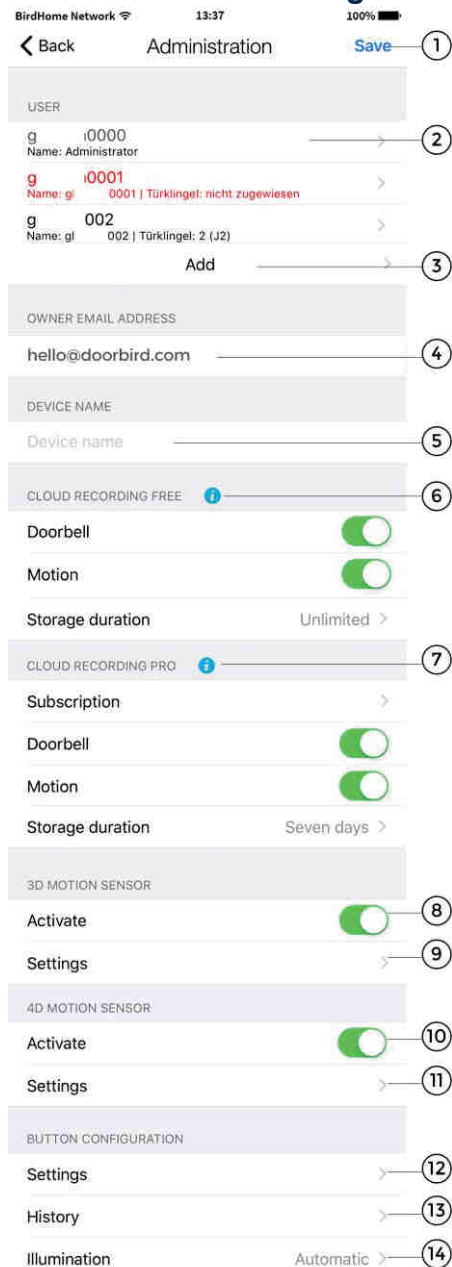 BirdHome Network 13:37 100%
Back Administration Save 1
USER
g 0000 2
Name: Administrator
g 0001
Name: gl 0001 | Türklingel: nicht zugewiesen
g 002
Name: gl 002 | Türklingel: 2 (J2)
Add 3
OWNER EMAIL ADDRESS
hello@doorbird.com 4
DEVICE NAME
Device name 5
CLOUD RECORDING FREE i 6
Doorbell
Motion
Storage duration Unlimited
CLOUD RECORDING PRO i 7
Subscription
Doorbell
Motion
Storage duration Seven days
3D MOTION SENSOR
Activate 8
Settings 9
4D MOTION SENSOR
Activate 10
Settings 11
BUTTON CONFIGURATION
Settings 12
History 13
Illumination Automatic 14